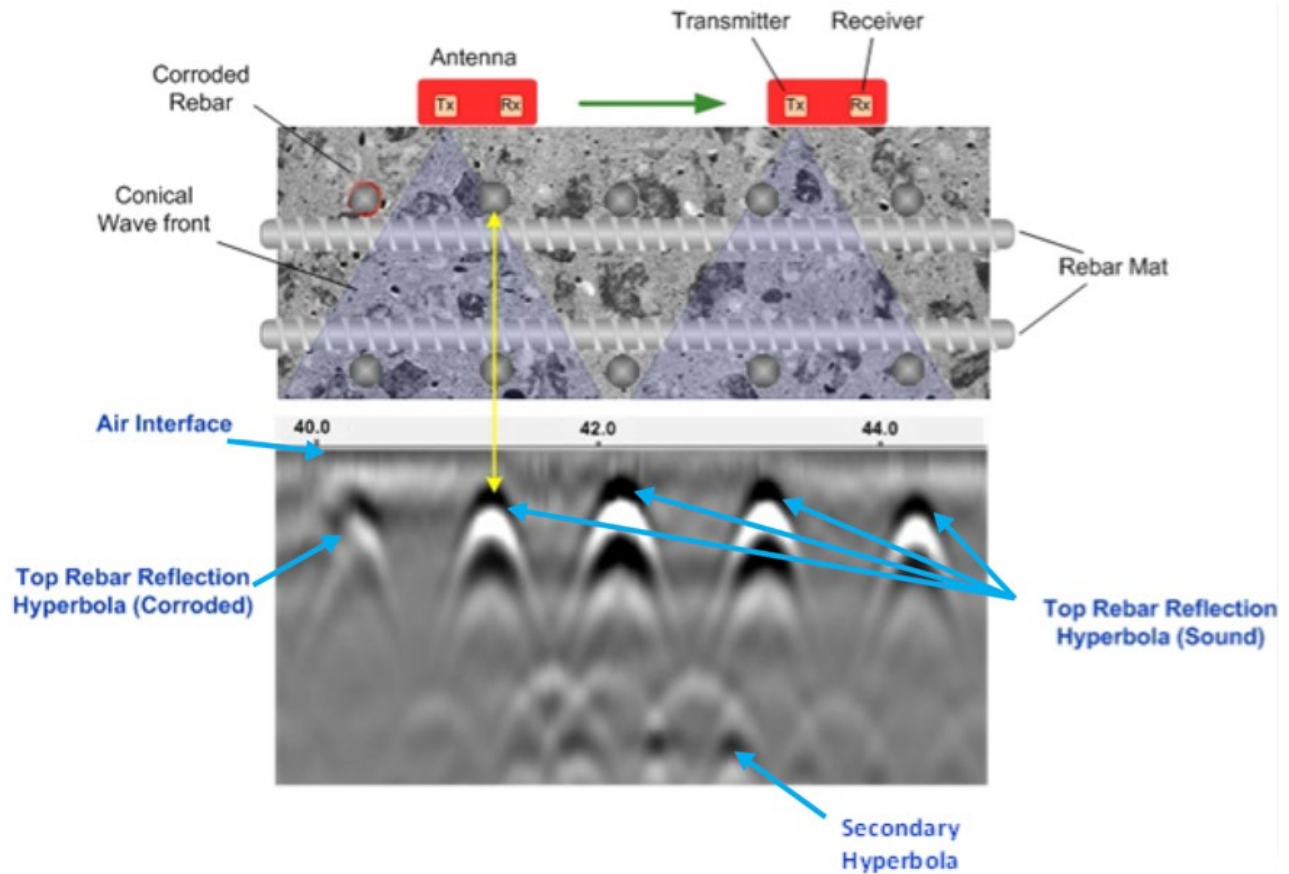 Transmitter
Receiver
Antenna
Corroded
Rebar
Tx
Rx
Tx
Rx
Conical
Wave front
Rebar Mat
Air Interface
40.0
42.0
44.0
Top Rebar Reflection
Hyperbola (Corroded)
Top Rebar Reflection
Hyperbola (Sound)
Secondary
Hyperbola